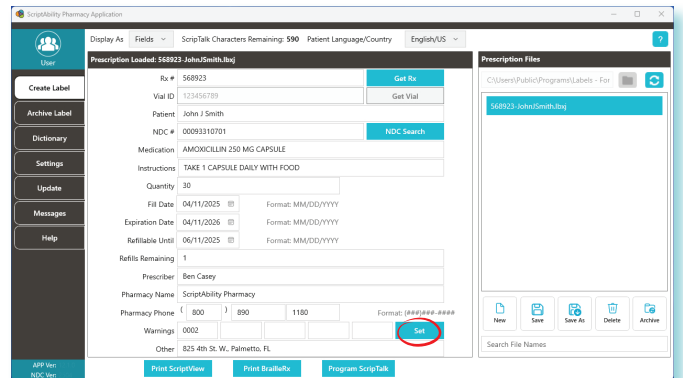 ScriptAbility Pharmacy Application
User
Display As Fields ScripTalk Characters Remaining: 590 Patient Language/Country English/US ?
Prescription Loaded: 568923-JohnJSmith.lbxj
Prescription Files
Create Label
Archive Label
Dictionary
Settings
Update
Messages
Help
APP Ver:
NDC Ver:
Rx # 568923 Get Rx
Vial ID 123456789 Get Vial
Patient John J Smith
NDC # 00093310701 NDC Search
Medication AMOXICILLIN 250 MG CAPSULE
Instructions TAKE 1 CAPSULE DAILY WITH FOOD
Quantity 30
Fill Date 04/11/2025 Format: MM/DD/YYYY
Expiration Date 04/11/2026 Format: MM/DD/YYYY
Refillable Until 06/11/2025 Format: MM/DD/YYYY
Refills Remaining 1
Prescriber Ben Casey
Pharmacy Name ScriptAbility Pharmacy
Pharmacy Phone ( 800 ) 890 1180 Format: (###)###-####
Warnings 0002 Set
Other 825 4th St. W., Palmetto, FL
Print ScriptView Print BrailleRx Program ScripTalk
C:\Users\Public\Programs\Labels - For
568923-JohnJSmith.lbxj
New Save Save As Delete Archive
Search File Names